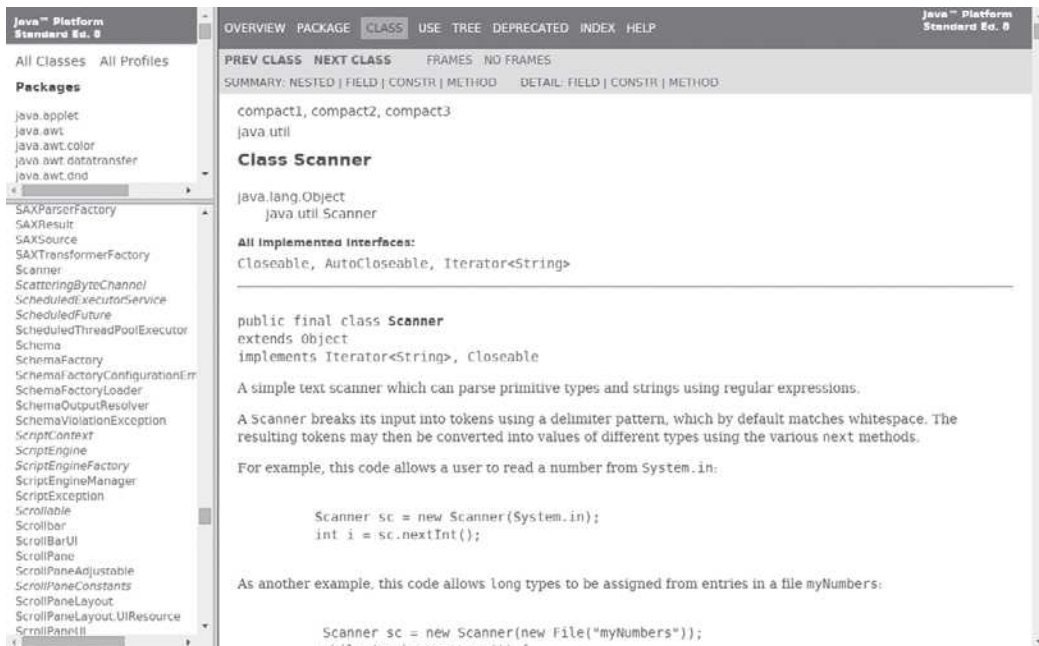 Java™ Platform
Standard Ed. 8
All Classes All Profiles
Packages
java.applet
java.awt
java.awt.color
java.awt.datatransfer
java.awt.dnd
SAXParserFactory
SAXResult
SAXSource
SAXTransformerFactory
Scanner
ScatteringByteChannel
ScheduledExecutorService
ScheduledFuture
ScheduledThreadPoolExecutor
Schema
SchemaFactory
SchemaFactoryConfigurationErr
SchemaFactoryLoader
SchemaOutputResolver
SchemaViolationException
ScriptContext
ScriptEngine
ScriptEngineFactory
ScriptEngineManager
ScriptException
Scrollable
Scrollbar
ScrollBarUI
ScrollPane
ScrollPaneAdjustable
ScrollPaneConstants
ScrollPaneLayout
ScrollPaneLayout.UIResource
ScrollPaneUI
OVERVIEW PACKAGE CLASS USE TREE DEPRECATED INDEX HELP
Java™ Platform
Standard Ed. 8
PREV CLASS NEXT CLASS FRAMES NO FRAMES
SUMMARY: NESTED | FIELD | CONSTR | METHOD DETAIL: FIELD | CONSTR | METHOD
compact1, compact2, compact3
java.util
Class Scanner
java.lang.Object
java.util.Scanner
All Implemented Interfaces:
Closeable, AutoCloseable, Iterator<String>
public final class Scanner
extends Object
implements Iterator<String>, Closeable
A simple text scanner which can parse primitive types and strings using regular expressions.
A Scanner breaks its input into tokens using a delimiter pattern, which by default matches whitespace. The
resulting tokens may then be converted into values of different types using the various next methods.
For example, this code allows a user to read a number from System.in:
Scanner sc = new Scanner(System.in);
int i = sc.nextInt();
As another example, this code allows long types to be assigned from entries in a file myNumbers:
Scanner sc = new Scanner(new File("myNumbers"));